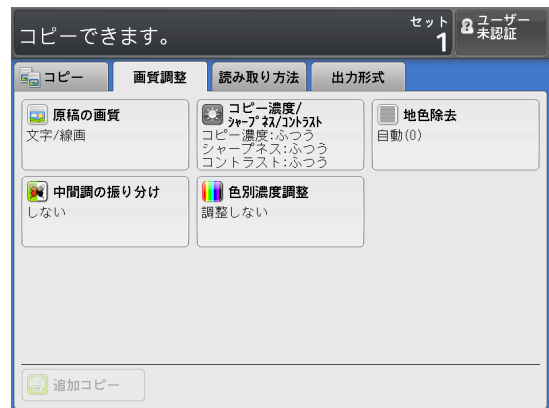 コピーできます。
セット
1
ユーザー
未認証
コピー
画質調整
読み取り方法
出力形式
原稿の画質
文字/線画
コピー濃度/
シャープネス/コントラスト
コピー濃度:ふつう
シャープネス:ふつう
コントラスト:ふつう
地色除去
自動(0)
中間調の振り分け
しない
色別濃度調整
調整しない
追加コピー